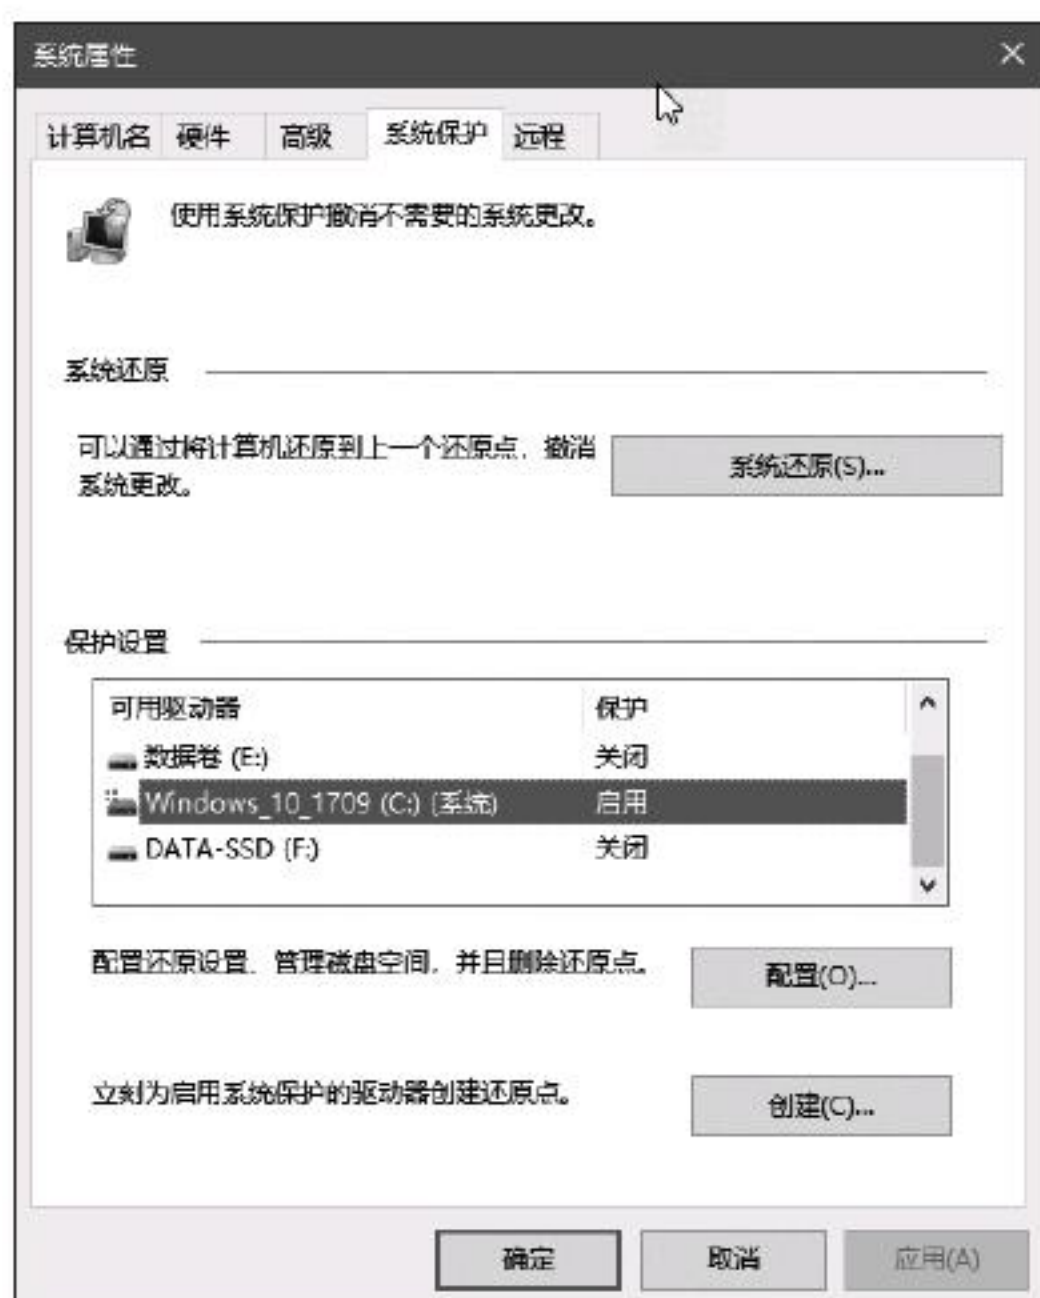 系统属性
计算机名 硬件 高级 系统保护 远程
使用系统保护撤消不需要的系统更改。
系统还原
可以通过将计算机还原到上一个还原点，撤消
系统更改。
系统还原(S)...
保护设置
可用驱动器 保护
数据卷 (E:) 关闭
Windows_10_1709 (C:) (系统) 启用
DATA-SSD (F:) 关闭
配置还原设置、管理磁盘空间，并且删除还原点。
配置(O)...
立刻为启用系统保护的驱动器创建还原点。
创建(C)...
确定 取消 应用(A)